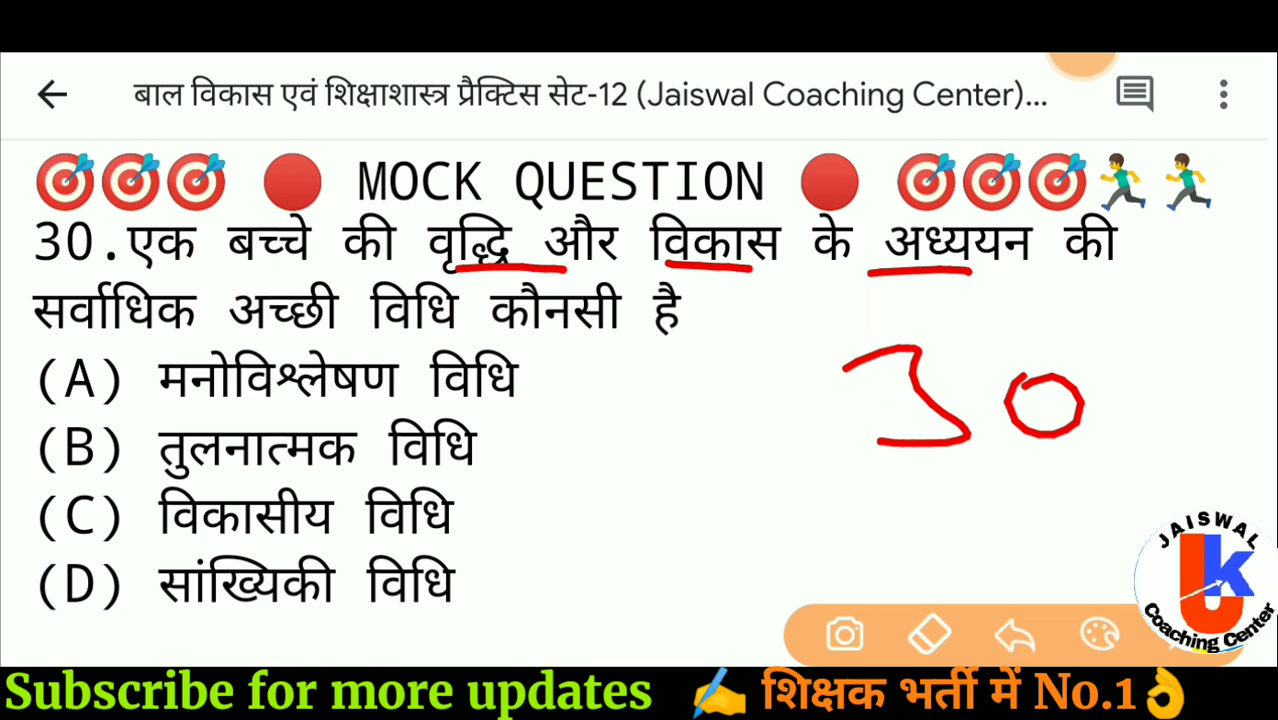 बाल विकास एवं शिक्षाशास्त्र प्रैक्टिस सेट-12 (Jaiswal Coaching Center)...
🎯🎯🎯 🔴 MOCK QUESTION 🔴 🎯🎯🎯🏃‍♂️🏃‍♂️
30.एक बच्चे की वृद्धि और विकास के अध्ययन की
सर्वाधिक अच्छी विधि कौनसी है
(A) मनोविश्लेषण विधि
30
(B) तुलनात्मक विधि
(C) विकासीय विधि
(D) सांख्यिकी विधि
JAISWAL
UK
Coaching Center
Subscribe for more updates ✍️ शिक्षक भर्ती में No.1👌